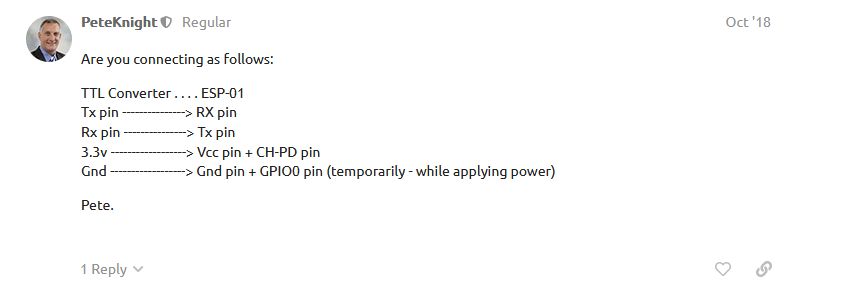 PeteKnight Regular Oct '18
Are you connecting as follows:
TTL Converter . . . . ESP-01
Tx pin ---------------> RX pin
Rx pin ---------------> Tx pin
3.3v ------------------> Vcc pin + CH-PD pin
Gnd ------------------> Gnd pin + GPIO0 pin (temporarily - while applying power)
Pete.
1 Reply